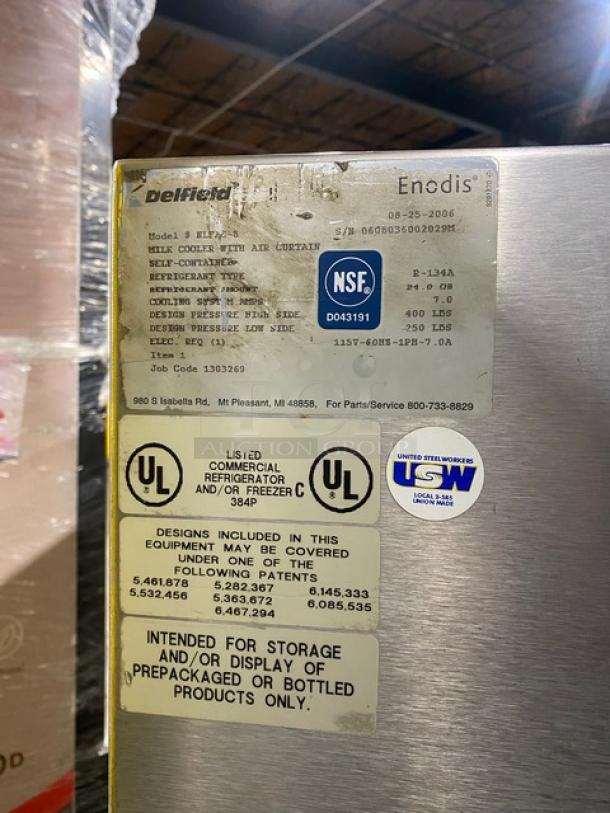 Delfield
Enodis®
08-25-2006
S/N 0608036002029M
MILK COOLER WITH AIR CURTAIN
SELF-CONTAINED
REFRIGERANT TYPE R-134A
REFRIGERANT AMOUNT 24.0 OZ
COOLING SYSTEM AMPS 7.0
DESIGN PRESSURE HIGH SIDE 400 LBS
DESIGN PRESSURE LOW SIDE 250 LBS
ELEC. REQ (1) 115V-60HZ-1PH-7.0A
Item 1
Job Code 1303269
NSF®
D043191
980 S Isabella Rd, Mt Pleasant, MI 48858, For Parts/Service 800-733-8829
AUCTION GROUP
UL®
LISTED
COMMERCIAL
REFRIGERATOR
AND/OR FREEZER
384P
C UL®
UNITED STEELWORKERS
USW
LOCAL 2-585
UNION MADE
DESIGNS INCLUDED IN THIS
EQUIPMENT MAY BE COVERED
UNDER ONE OF THE
FOLLOWING PATENTS
5,461,878 5,282,367 6,145,333
5,532,456 5,363,672 6,085,535
6,467,294
INTENDED FOR STORAGE
AND/OR DISPLAY OF
PREPACKAGED OR BOTTLED
PRODUCTS ONLY.